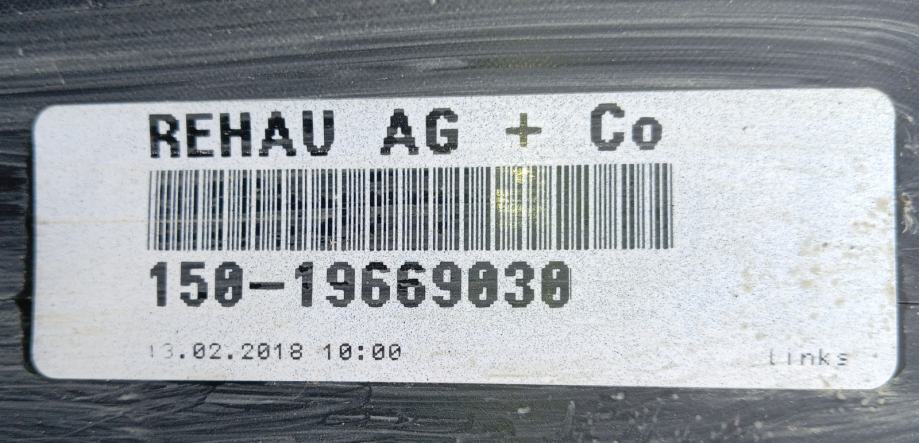 REHAU AG + Co
150-19669030
13.02.2018 10:00
links